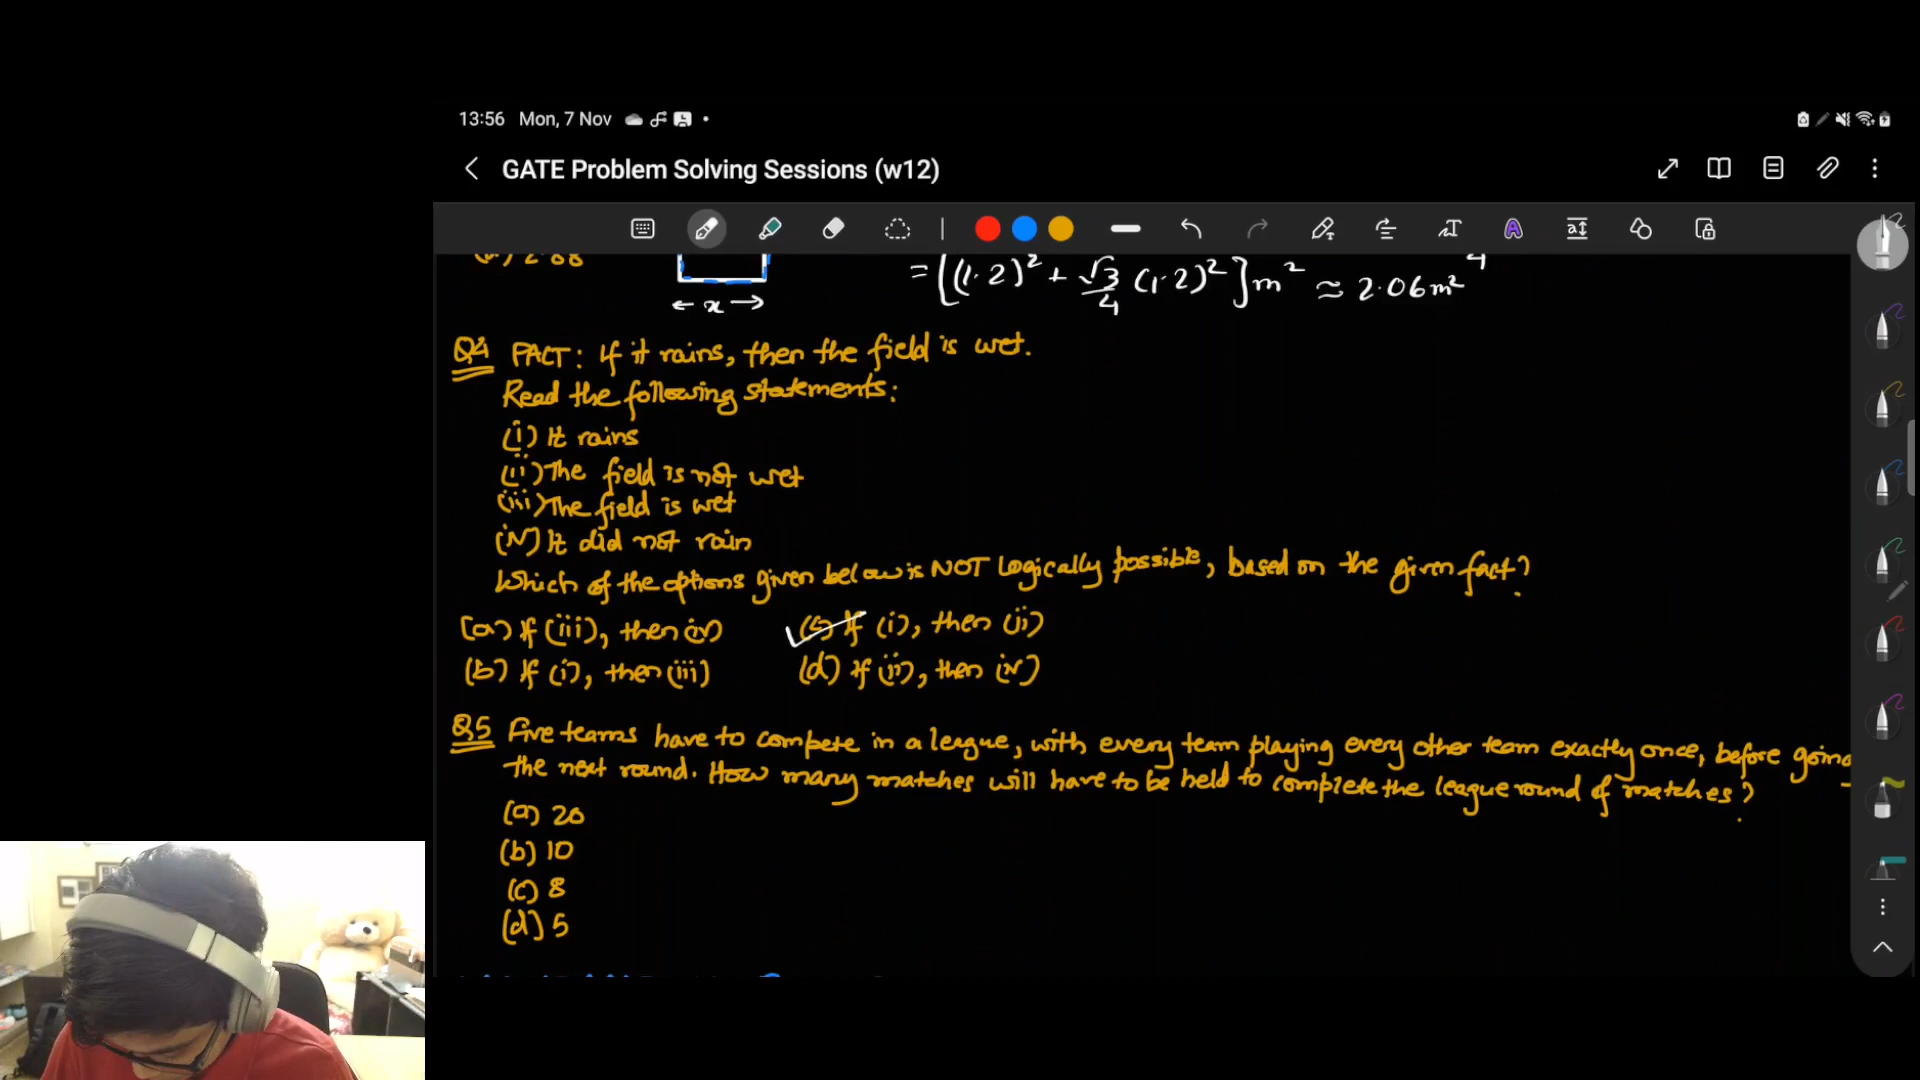 13:56 Mon, 7 Nov
GATE Problem Solving Sessions (w12)
= [(1.2)² + √3/4 (1.2)²] m² ≈ 2.06m²
← x →
Q4 FACT: If it rains, then the field is wet.
Read the following statements:
(i) It rains
(ii) The field is not wet
(iii) The field is wet
(iv) It did not rain
Which of the options given below is NOT Logically possible, based on the given fact?
(a) If (iii), then (iv)
(c) If (i), then (ii)
(b) If (i), then (iii)
(d) If (ii), then (iv)
Q5 Five teams have to compete in a league, with every team playing every other team exactly once, before going
the next round. How many matches will have to be held to complete the league round of matches?
(a) 20
(b) 10
(c) 8
(d) 5